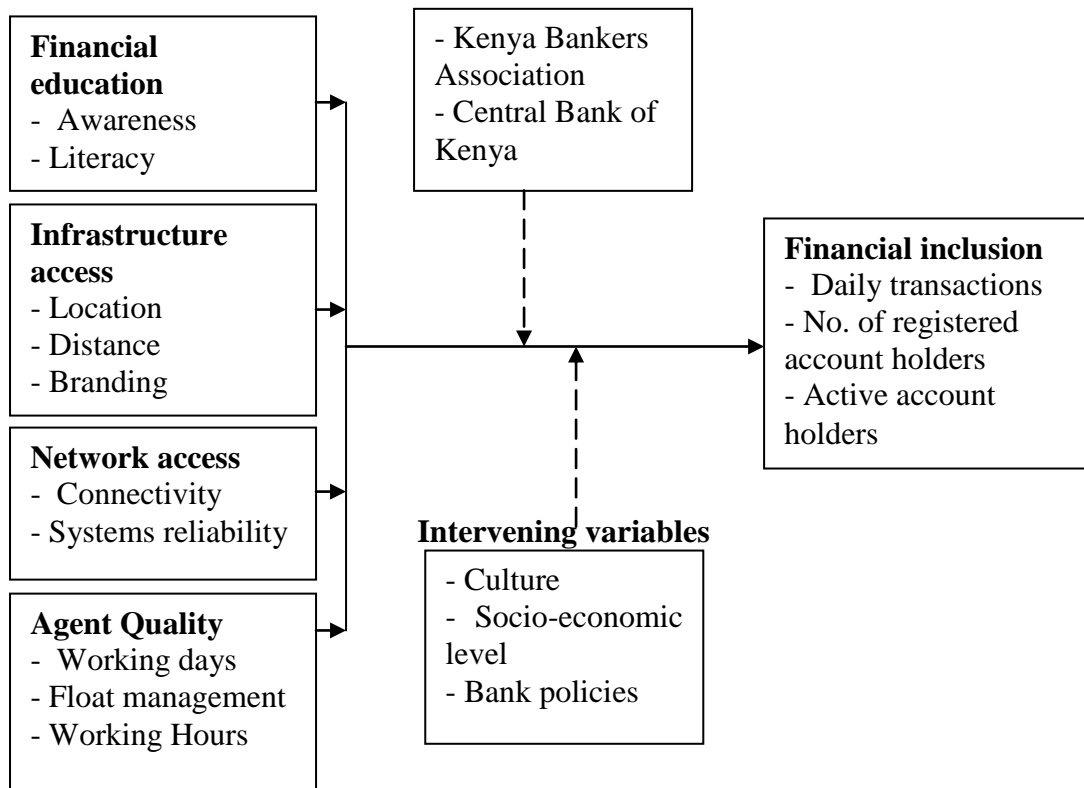 Financial
education
- Awareness
- Literacy
Infrastructure
access
- Location
- Distance
- Branding
Network access
- Connectivity
- Systems reliability
Agent Quality
- Working days
- Float management
- Working Hours
- Kenya Bankers
Association
- Central Bank of
Kenya
Intervening variables
- Culture
- Socio-economic
level
- Bank policies
Financial inclusion
- Daily transactions
- No. of registered
account holders
- Active account
holders